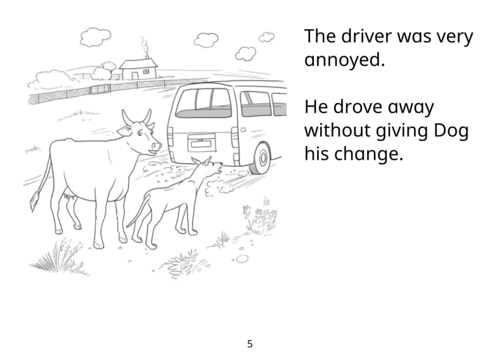 The driver was very
annoyed.
He drove away
without giving Dog
his change.
5